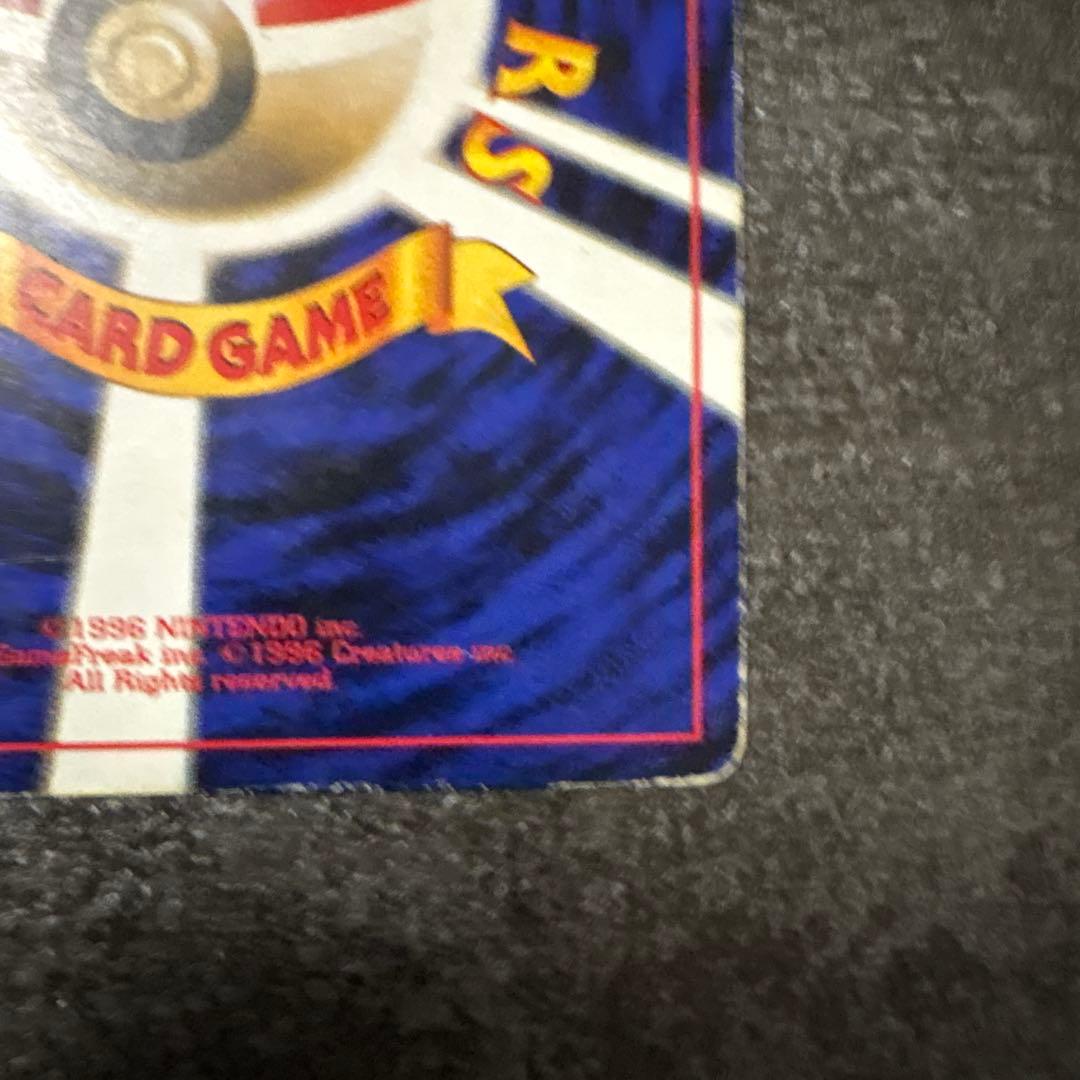 RS
CARD GAME
©1996 NINTENDO inc.
GameFreak inc. ©1996 Creatures inc.
All Rights reserved.